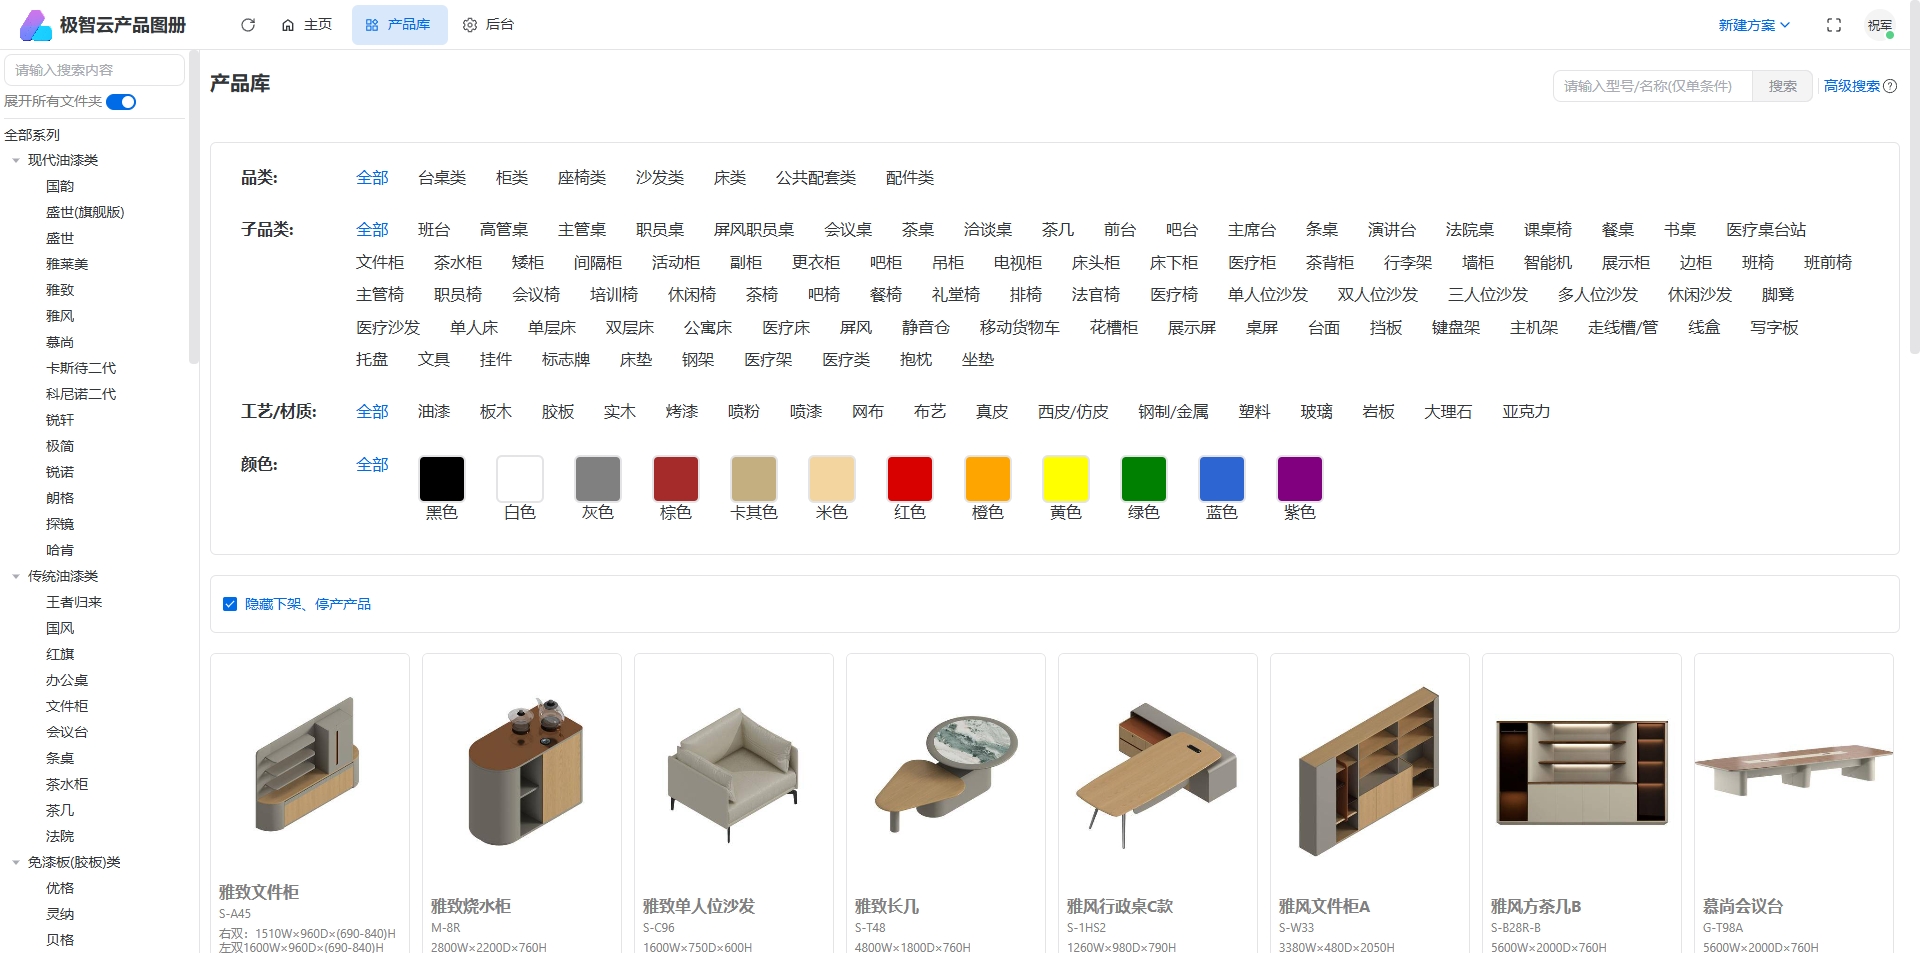 极智云产品图册
主页
产品库
后台
新建方案
祝军
请输入搜索内容
展开所有文件夹
全部系列
现代油漆类
国韵
盛世(旗舰版)
盛世
雅莱美
雅致
雅风
慕尚
卡斯待二代
科尼诺二代
锐轩
极简
锐诺
朗格
探镜
哈肯
传统油漆类
王者归来
国风
红旗
办公桌
文件柜
会议台
条桌
茶水柜
茶几
法院
免漆板(胶板)类
优格
灵纳
贝格
产品库
请输入型号/名称(仅单条件)
搜索
高级搜索
品类: 全部 台桌类 柜类 座椅类 沙发类 床类 公共配套类 配件类
子品类: 全部 班台 高管桌 主管桌 职员桌 屏风职员桌 会议桌 茶桌 洽谈桌 茶几 前台 吧台 主席台 条桌 演讲台 法院桌 课桌椅 餐桌 书桌 医疗桌台站
文件柜 茶水柜 矮柜 间隔柜 活动柜 副柜 更衣柜 吧柜 吊柜 电视柜 床头柜 床下柜 医疗柜 茶背柜 行李架 墙柜 智能机 展示柜 边柜 班椅 班前椅
主管椅 职员椅 会议椅 培训椅 休闲椅 茶椅 吧椅 餐椅 礼堂椅 排椅 法官椅 医疗椅 单人位沙发 双人位沙发 三人位沙发 多人位沙发 休闲沙发 脚凳
医疗沙发 单人床 单层床 双层床 公寓床 医疗床 屏风 静音仓 移动货物车 花槽柜 展示屏 桌屏 台面 挡板 键盘架 主机架 走线槽/管 线盒 写字板
托盘 文具 挂件 标志牌 床垫 钢架 医疗架 医疗类 抱枕 坐垫
工艺/材质: 全部 油漆 板木 胶板 实木 烤漆 喷粉 喷漆 网布 布艺 真皮 西皮/仿皮 钢制/金属 塑料 玻璃 岩板 大理石 亚克力
颜色: 全部
黑色 白色 灰色 棕色 卡其色 米色 红色 橙色 黄色 绿色 蓝色 紫色
隐藏下架、停产产品
雅致文件柜
S-A45
右双：1510W×960D×(690-840)H
左双1600W×960D×(690-840)H
雅致烧水柜
M-8R
2800W×2200D×760H
雅致单人位沙发
S-C96
1600W×750D×600H
雅致长几
S-T48
4800W×1800D×760H
雅风行政桌C款
S-1HS2
1260W×980D×790H
雅风文件柜A
S-W33
3380W×480D×2050H
雅风方茶几B
S-B28R-B
5600W×2000D×760H
慕尚会议台
G-T98A
5600W×2000D×760H